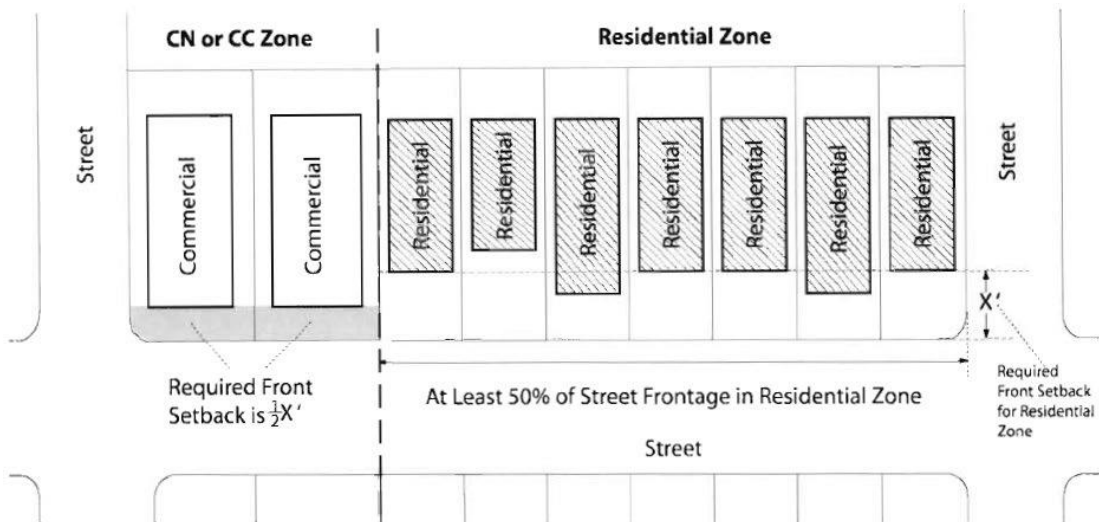 CN or CC Zone
Residential Zone
Street
Commercial
Commercial
Residential
Residential
Residential
Residential
Residential
Residential
Residential
Street
X'
Required Front
Setback is ½X'
At Least 50% of Street Frontage in Residential Zone
Required
Front Setback
for Residential
Zone
Street